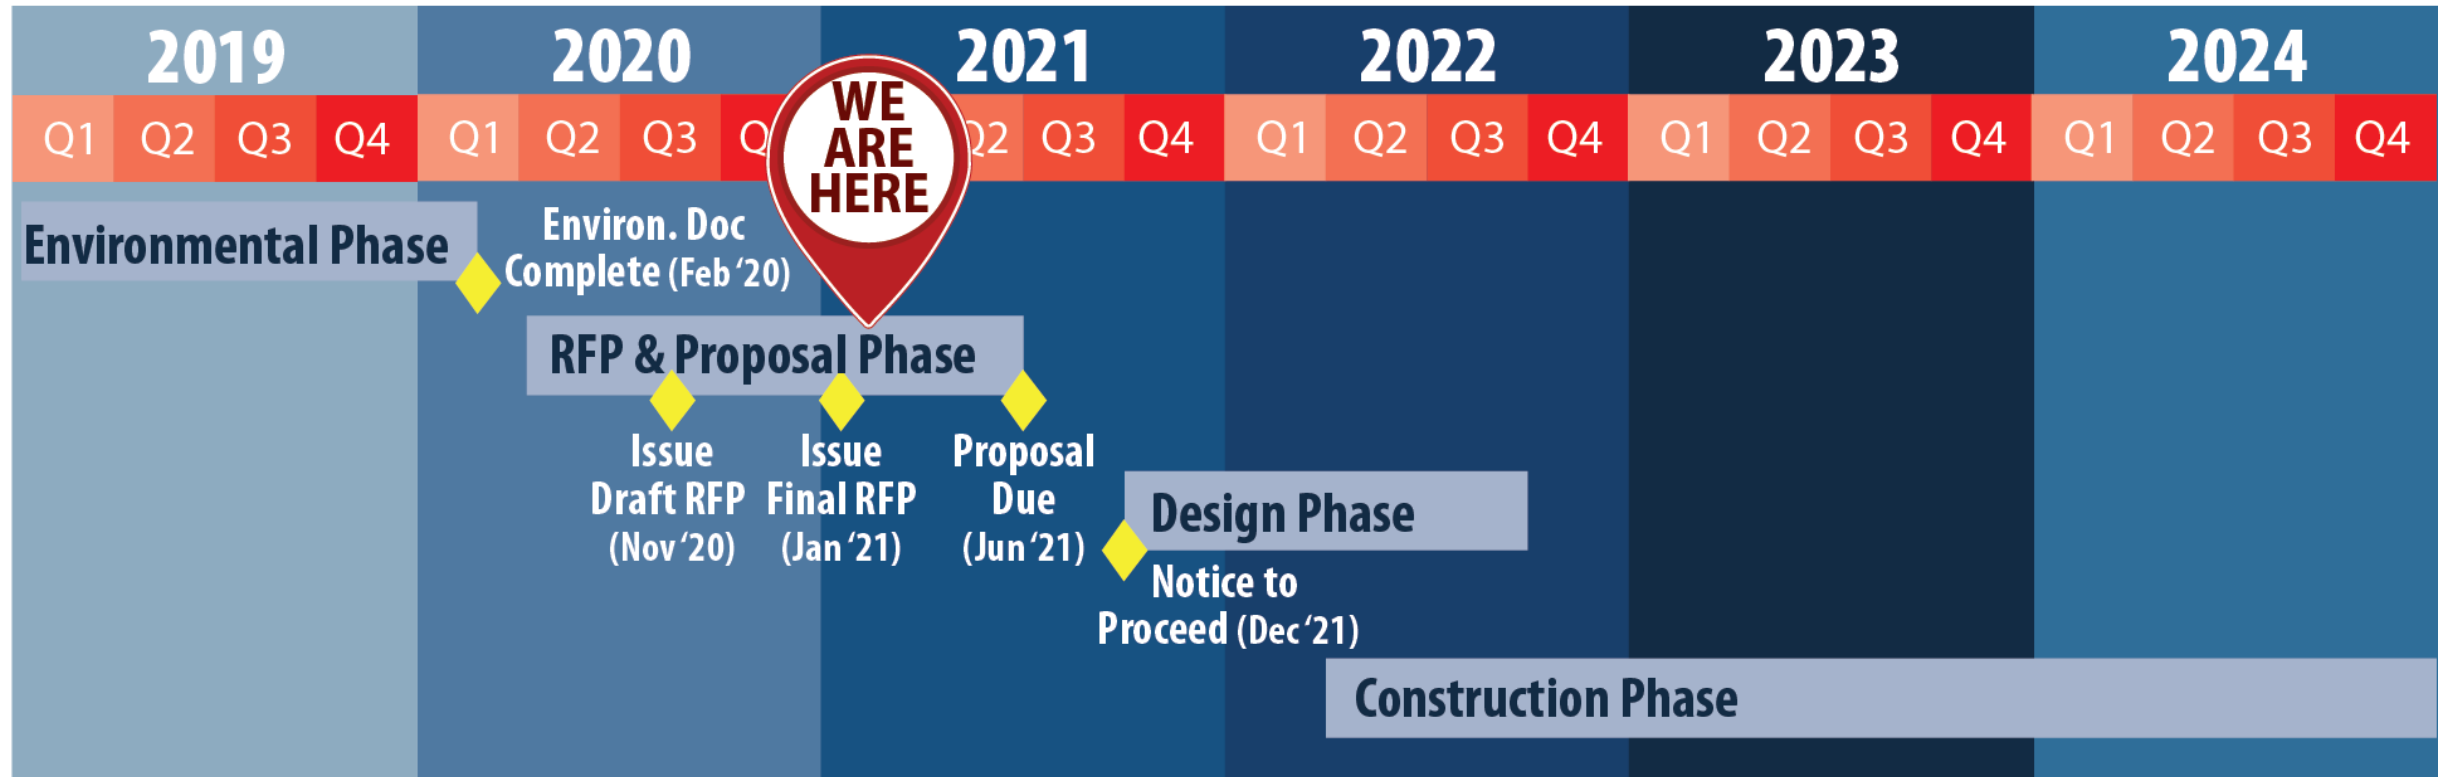 2019 2020 2021 2022 2023 2024
Q1 Q2 Q3 Q4 Q1 Q2 Q3 Q3 Q4 Q1 Q2 Q3 Q4 Q1 Q2 Q3 Q4 Q1 Q2 Q3 Q4
WE
ARE
HERE
Environmental Phase
Environ. Doc
Complete (Feb ‘20)
RFP & Proposal Phase
Issue
Draft RFP
(Nov ‘20)
Issue
Final RFP
(Jan ‘21)
Proposal
Due
(Jun ‘21)
Design Phase
Notice to
Proceed (Dec ‘21)
Construction Phase